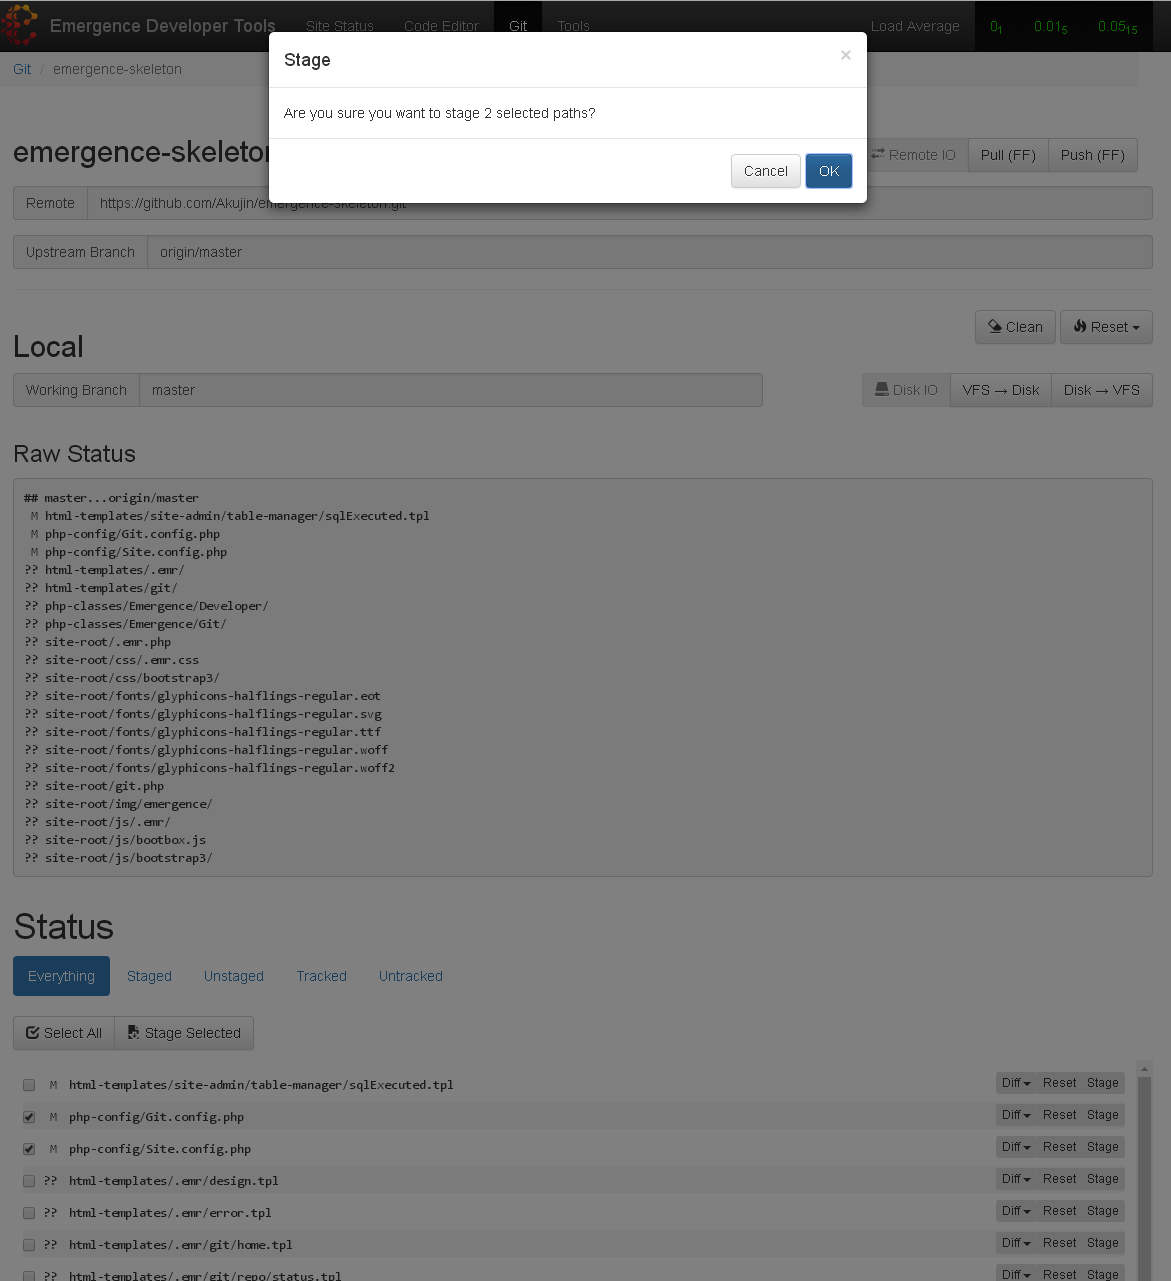 Emergence Developer Tools Site Status Code Editor Git Tools Load Average 0₁ 0.01₅ 0.05₁₅
Stage ×
Git / emergence-skeleton
Are you sure you want to stage 2 selected paths?
Cancel OK
emergence-skeleton Remote IO Pull (FF) Push (FF)
Remote https://github.com/Akujin/emergence-skeleton.git
Upstream Branch origin/master
Clean Reset
Local
Working Branch master Disk IO VFS → Disk Disk → VFS
Raw Status
## master...origin/master
M html-templates/site-admin/table-manager/sqlExecuted.tpl
M php-config/Git.config.php
M php-config/Site.config.php
?? html-templates/.emr/
?? html-templates/git/
?? php-classes/Emergence/Developer/
?? php-classes/Emergence/Git/
?? site-root/.emr.php
?? site-root/css/.emr.css
?? site-root/css/bootstrap3/
?? site-root/fonts/glyphicons-halflings-regular.eot
?? site-root/fonts/glyphicons-halflings-regular.svg
?? site-root/fonts/glyphicons-halflings-regular.ttf
?? site-root/fonts/glyphicons-halflings-regular.woff
?? site-root/fonts/glyphicons-halflings-regular.woff2
?? site-root/git.php
?? site-root/img/emergence/
?? site-root/js/.emr/
?? site-root/js/bootbox.js
?? site-root/js/bootstrap3/
Status
Everything Staged Unstaged Tracked Untracked
Select All Stage Selected
M html-templates/site-admin/table-manager/sqlExecuted.tpl Diff Reset Stage
M php-config/Git.config.php Diff Reset Stage
M php-config/Site.config.php Diff Reset Stage
?? html-templates/.emr/design.tpl Diff Reset Stage
?? html-templates/.emr/error.tpl Diff Reset Stage
?? html-templates/.emr/git/home.tpl Diff Reset Stage
?? html-templates/.emr/git/repo/status.tpl Diff Reset Stage